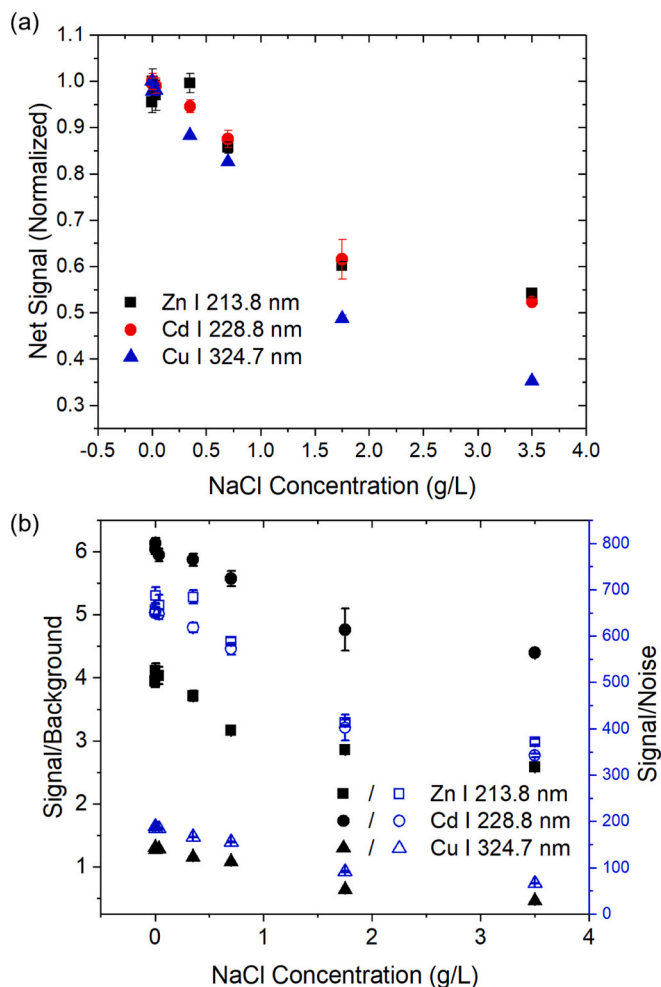 (a)
1.1
1.0
0.9
0.8
0.7
0.6
0.5
0.4
0.3
Net Signal (Normalized)
Zn I 213.8 nm
Cd I 228.8 nm
Cu I 324.7 nm
-0.5 0.0 0.5 1.0 1.5 2.0 2.5 3.0 3.5 4.0
NaCl Concentration (g/L)
(b)
6
5
4
3
2
1
Signal/Background
800
700
600
500
400
300
200
100
0
Signal/Noise
/ Zn I 213.8 nm
/ Cd I 228.8 nm
/ Cu I 324.7 nm
0 1 2 3 4
NaCl Concentration (g/L)